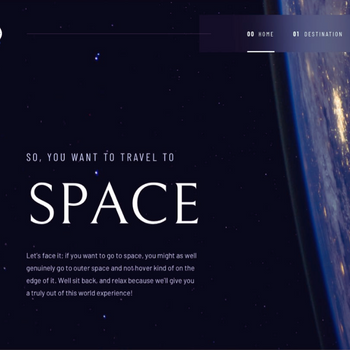 00 HOME
01 DESTINATION
SO, YOU WANT TO TRAVEL TO
SPACE
Let's face it; if you want to go to space, you might as well
genuinely go to outer space and not hover kind of on the
edge of it. Well sit back, and relax because we'll give you
a truly out of this world experience!